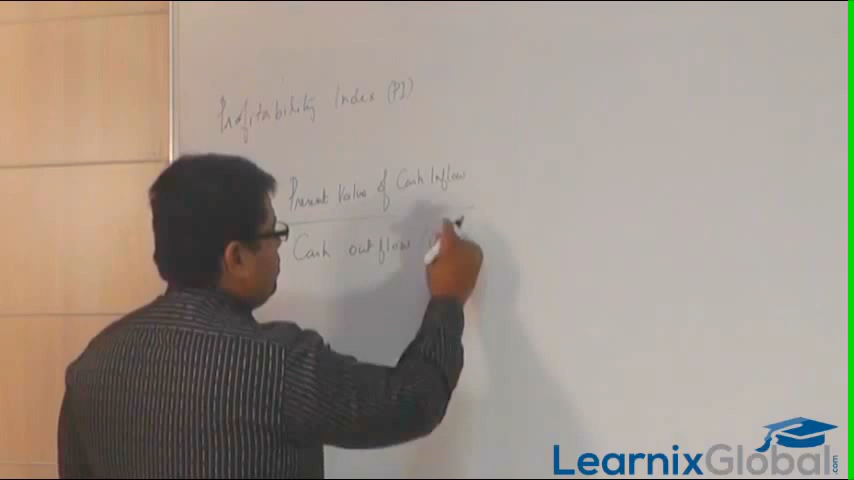 Profitability Index (PI)
Present Value of Cash Inflow
Cash outflow
LearnixGlobal.com